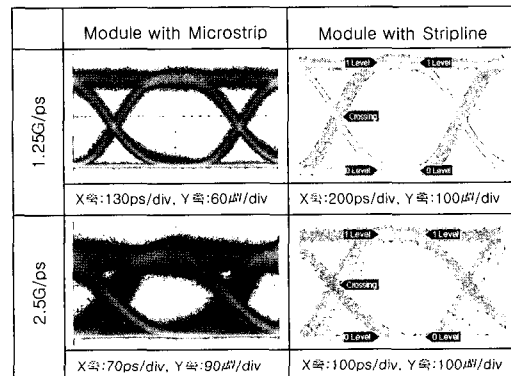 Module with Microstrip
Module with Stripline
1.25G/ps
1 Level
1 Level
Crossing
0 Level
0 Level
X축:130ps/div, Y축:60㎶/div
X축:200ps/div, Y축:100㎶/div
2.5G/ps
1 Level
1 Level
Crossing
0 Level
0 Level
X축:70ps/div, Y축:90㎶/div
X축:100ps/div, Y축:100㎶/div